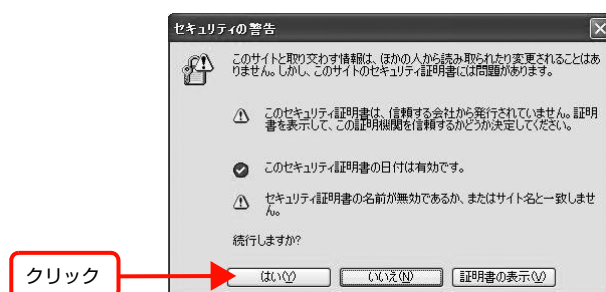 セキュリティの警告
このサイトと取り交わす情報は、ほかの人から読み取られたり変更されることはあ
りません。しかし、このサイトのセキュリティ証明書には問題があります。
このセキュリティ証明書は、信頼する会社から発行されていません。証明
書を表示して、この証明機関を信頼するかどうか決定してください。
このセキュリティ証明書の日付は有効です。
セキュリティ証明書の名前が無効であるか、またはサイト名と一致しませ
ん。
続行しますか?
クリック
はい(Y) いいえ(N) 証明書の表示(V)